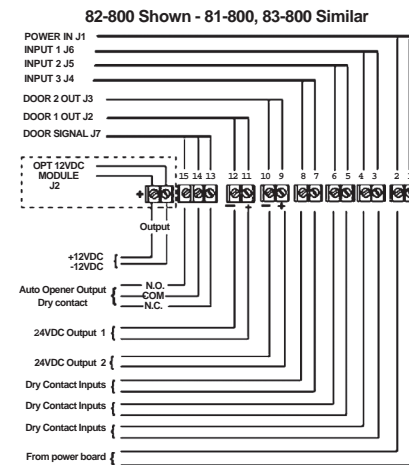 82-800 Shown - 81-800, 83-800 Similar
POWER IN J1
INPUT 1 J6
INPUT 2 J5
INPUT 3 J4
DOOR 2 OUT J3
DOOR 1 OUT J2
DOOR SIGNAL J7
OPT 12VDC
MODULE
J2
15 14 13 12 11 10 9 8 7 6 5 4 3 2 1
+
Output
- + - +
+12VDC
-12VDC
{
Auto Opener Output
Dry contact
{
N.O.
COM
N.C.
24VDC Output 1 {
24VDC Output 2 {
Dry Contact Inputs {
Dry Contact Inputs {
Dry Contact Inputs {
From power board {